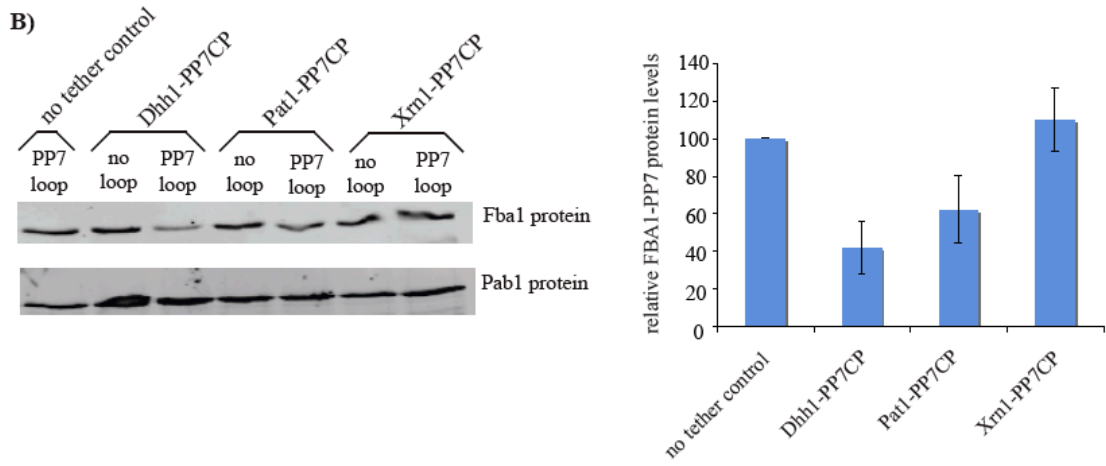 B)
no tether control
Dhh1-PP7CP
Pat1-PP7CP
Xrn1-PP7CP
PP7 loop
no loop
PP7 loop
no loop
PP7 loop
no loop
PP7 loop
Fba1 protein
Pab1 protein
relative FBA1-PP7 protein levels
140
120
100
80
60
40
20
0
no tether control
Dhh1-PP7CP
Pat1-PP7CP
Xrn1-PP7CP